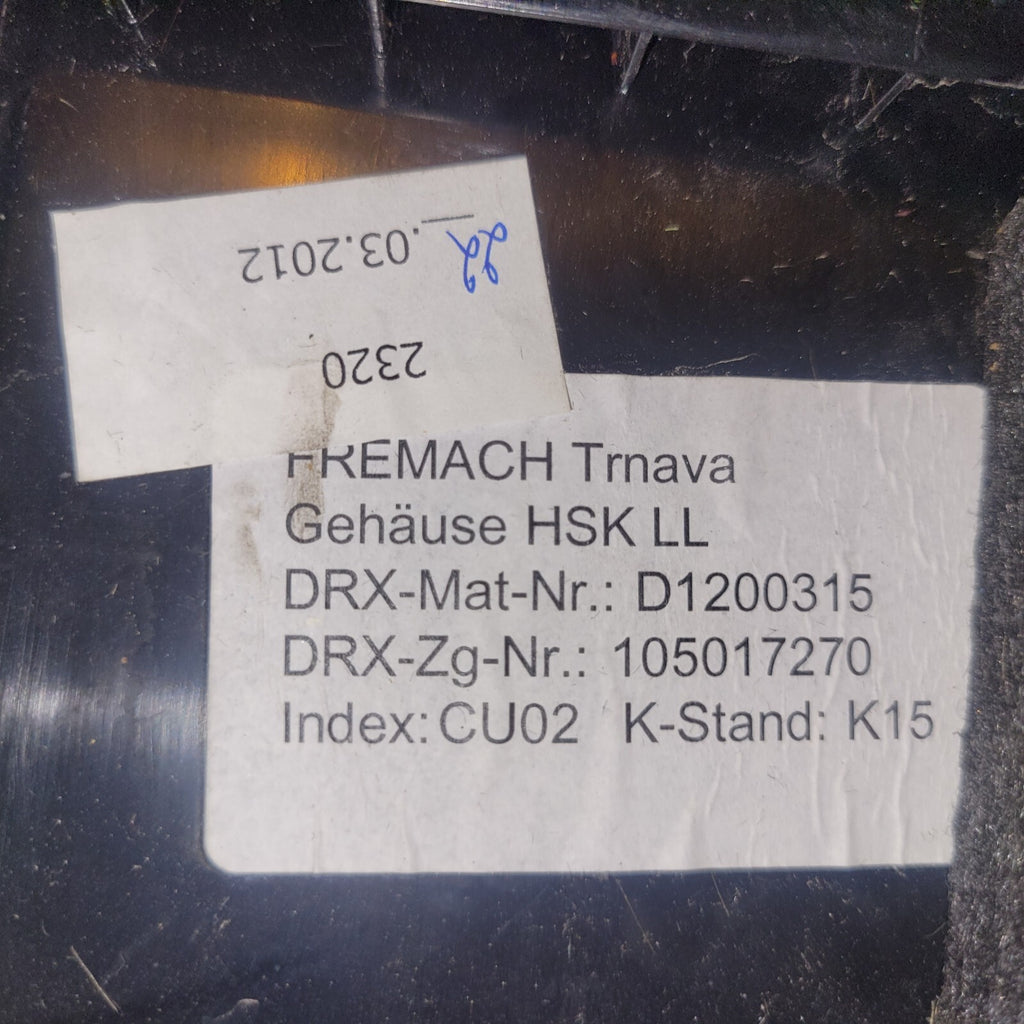 22.03.2012
2320
FREMACH Trnava
Gehäuse HSK LL
DRX-Mat-Nr.: D1200315
DRX-Zg-Nr.: 105017270
Index: CU02 K-Stand: K15